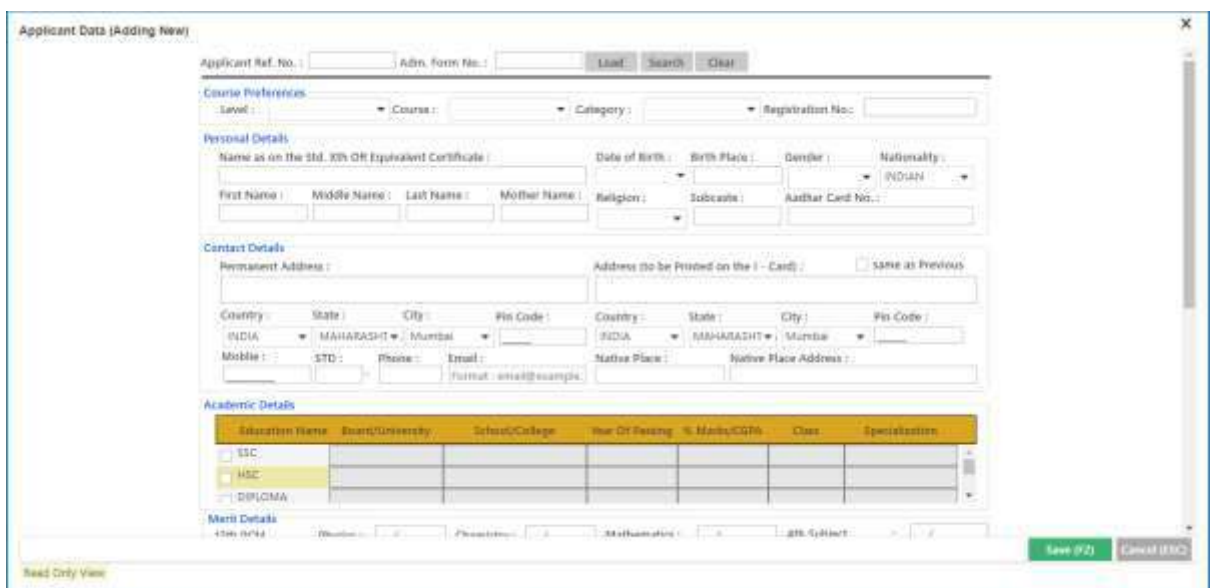 Applicant Data (Adding New) X
Applicant Ref. No. : Adm. Form No. : Load Search Clear
Course Preferences
Level : Course : Category : Registration No.:
Personal Details
Name as on the Std. Xth OR Equivalent Certificate : Date of Birth : Birth Place : Gender : Nationality :
INDIAN
First Name : Middle Name : Last Name : Mother Name : Religion : Subcaste : Aadhar Card No. :
Contact Details
Permanent Address : Address (to be Printed on the I - Card) : same as Previous
Country : State : City : Pin Code : Country : State : City : Pin Code :
INDIA MAHARASHT Mumbai INDIA MAHARASHT Mumbai
Mobile : STD : Phone : Email : Native Place : Native Place Address :
Format : email@example.
Academic Details
Education Name Board/University School/College Year Of Passing % Marks/CGPA Class Specialization
SSC
HSC
DIPLOMA
Merit Details
12th PCM Physics : Chemistry : Mathematics : 4th Subject :
Save (F2) Cancel (ESC)
Read Only View